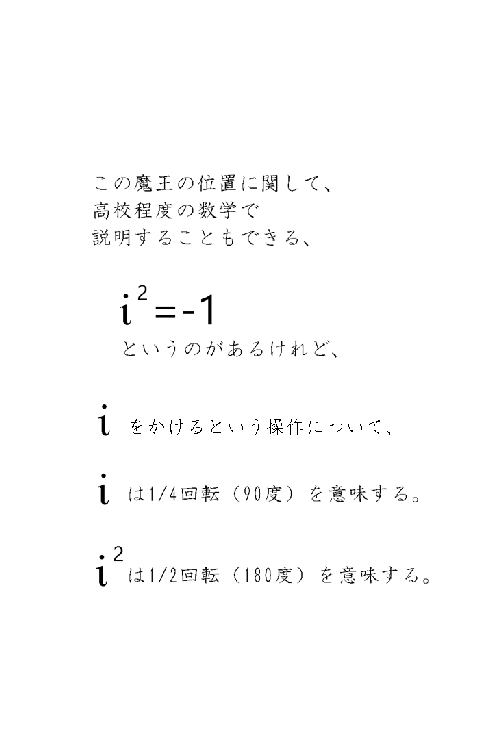 この魔王の位置に関して、
高校程度の数学で
説明することもできる、
i²=-1
というのがあるけれど、
i をかけるという操作について、
i は1/4回転（90度）を意味する。
i²は1/2回転（180度）を意味する。